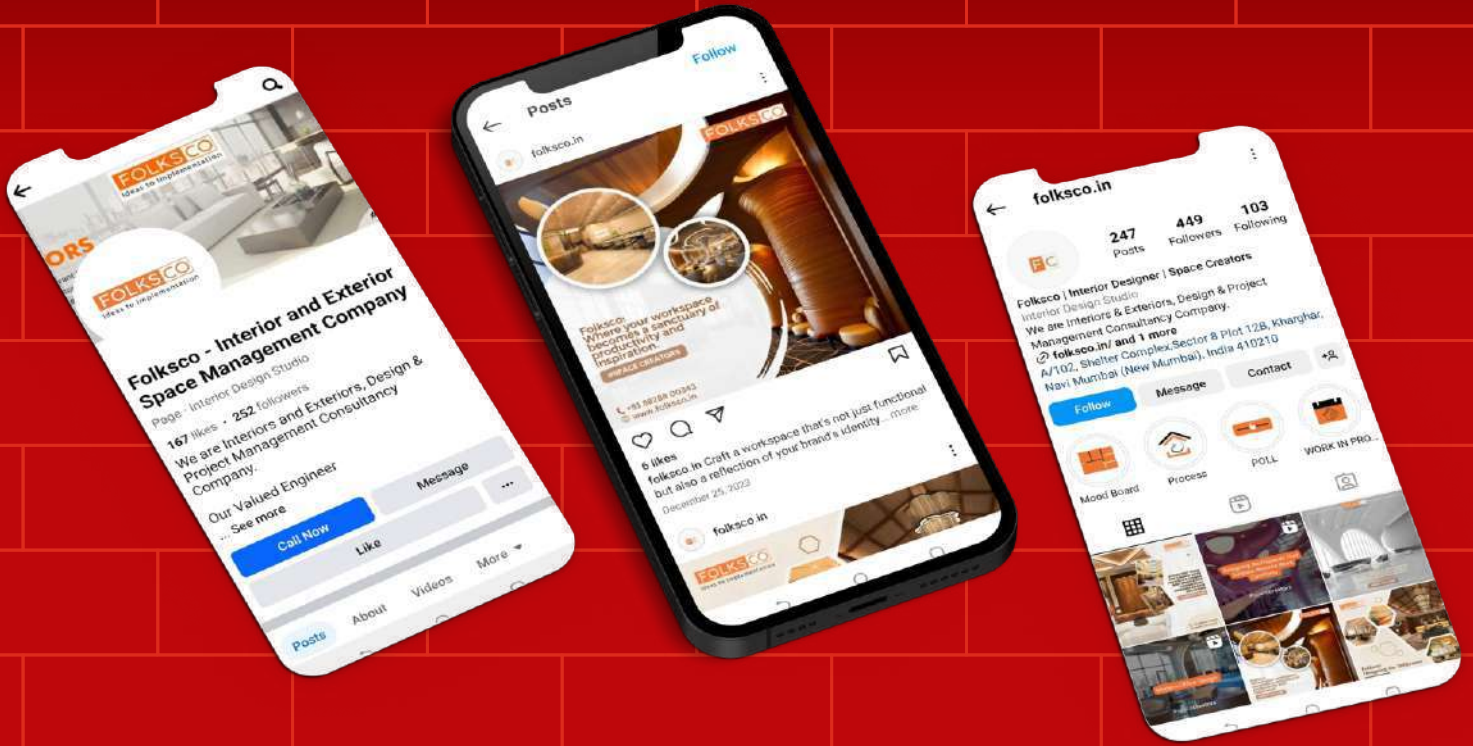 FOLKSCO
Ideas to Implementation
ORS
FOLKSCO
Ideas to Implementation
Folksco - Interior and Exterior
Space Management Company
Page · Interior Design Studio
167 likes · 252 followers
We are Interiors and Exteriors, Design &
Project Management Consultancy
Company.
Our Valued Engineer
... See more
Call Now
Message
...
Like
Posts
About
Videos
More
Follow
Posts
folksco.in
FOLKSCO
Folksco:
Where your workspace
becomes a sanctuary of
productivity and
inspiration.
#SPACE CREATORS
www.folksco.in
6 likes
folksco.in Craft a workspace that's not just functional
but also a reflection of your brand's identity... more
December 25, 2023
folksco.in
FOLKSCO
Ideas to Implementation
folksco.in
247
Posts
449
Followers
103
Following
FC
Folksco | Interior Designer | Space Creators
Interior Design Studio
We are Interiors & Exteriors, Design & Project
Management Consultancy Company.
folksco.in/ and 1 more
A/102, Shelter Complex,Sector 8 Plot 12B, Kharghar,
Navi Mumbai (New Mumbai), India 410210
Follow
Message
Contact
Mood Board
Process
POLL
WORK IN PRO...